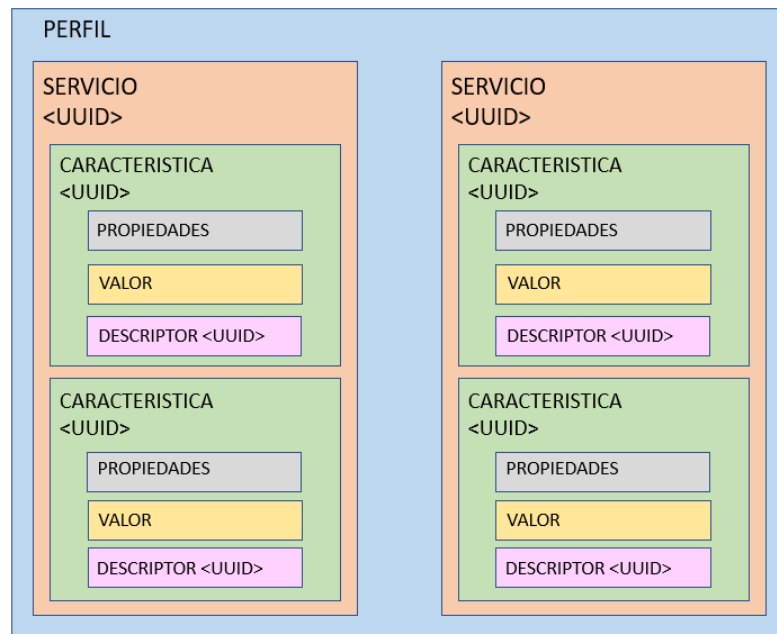 PERFIL
SERVICIO
<UUID>
CARACTERISTICA
<UUID>
PROPIEDADES
VALOR
DESCRIPTOR <UUID>
CARACTERISTICA
<UUID>
PROPIEDADES
VALOR
DESCRIPTOR <UUID>
SERVICIO
<UUID>
CARACTERISTICA
<UUID>
PROPIEDADES
VALOR
DESCRIPTOR <UUID>
CARACTERISTICA
<UUID>
PROPIEDADES
VALOR
DESCRIPTOR <UUID>